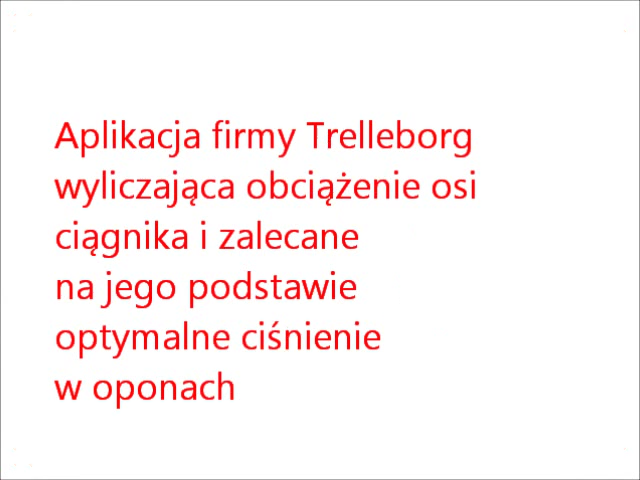 Aplikacja firmy Trelleborg
wyliczająca obciążenie osi
ciągnika i zalecane
na jego podstawie
optymalne ciśnienie
w oponach